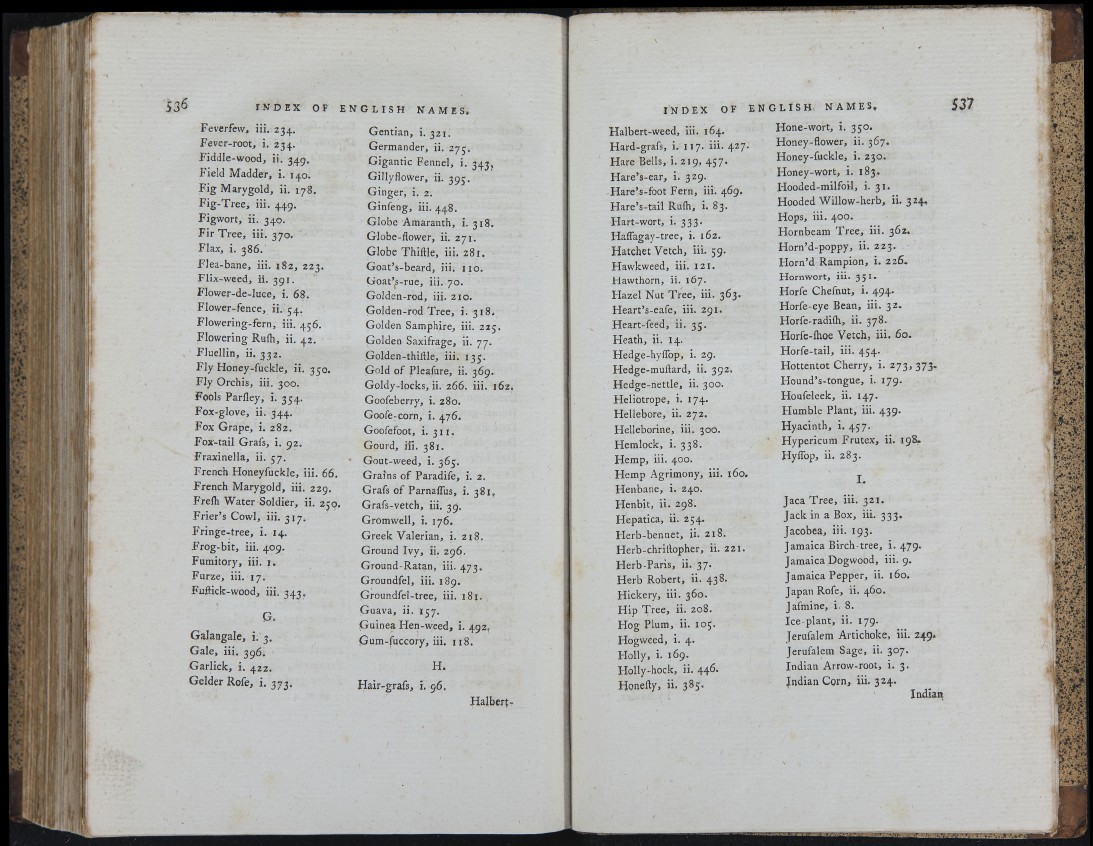 536 INDEX OF ENGLISH NAMES.
Feverfew, iii. 234.
Fever-root, i. 234.
Fiddle-wood, ii. 349.
Field Madder, i. 140.
Fig Marygold, ii. 178.
Fig-Tree, iii. 449.
Figwort, ii. 340.
Fir Tree, iii. 370.
Flax, i. 386.
Flea-bane, iii. 182, 223.
Flix-weed, ii. 391.
Flower-de-luce, i. 68.
Flower-fence, ii. 54.
Flowering-fern, iii. 456.
Flowering Ruſh, ii. 42.
Fluellin, ii. 332.
Fly Honey-ſuckle, ii. 350.
Fly Orchis, iii. 300.
Fools Parſley, i. 354.
Fox-glove, ii. 344.
Fox Grape, i. 282.
Fox-tail Graſs, i. 92.
Fraxinella, ii. 57.
French Honeyſuckle, iii. 66.
French Marygold, iii. 229.
Freſh Water Soldier, ii. 250.
Frier's Cowl, iii. 317.
Fringe-tree, i. 14.
Frog-bit, iii. 409.
Fumitory, iii. 1.
Furze, iii. 17.
Fuſtick-wood, iii. 343.
G.
Galangale, i. 3.
Gale, iii. 396.
Garlick, i. 422.
Gelder Roſe, i. 373.
Gentian, i. 321.
Germander, ii. 275.
Gigantic Fennel, i. 343.
Gillyflower, ii. 395.
Ginger, i. 2.
Ginſeng, iii. 448.
Globe Amaranth, i. 318.
Globe-flower, ii. 271.
Globe Thiſtle, iii. 281.
Goat's-beard, iii. 110.
Goat's-rue, iii. 70.
Golden-rod, iii. 210.
Golden-rod Tree, i. 318.
Golden Samphire, iii. 225.
Golden Saxifrage, ii. 77.
Golden-thiſtle, iii. 135.
Gold of Pleaſure, ii. 369.
Goldy-locks, ii. 266. iii. 162.
Gooſeberry, i. 280.
Gooſe-corn, i. 476.
Gooſefoot, i. 311.
Gourd, iii. 381.
Gout-weed, i. 365.
Grains of Paradiſe, i. 2.
Graſs of Parnaſſus, i. 381.
Graſs-vetch, iii. 39.
Gromwell, i. 176.
Greek Valerian, i. 218.
Ground Ivy, ii. 296.
Ground-Ratan, iii. 473.
Groundſel, iii. 189.
Groundſel-tree, iii. 181.
Guava, ii. 157.
Guinea Hen-weed, i. 492.
Gum-ſuccory, iii. 118.
H.
Hair-graſs, i. 96.
Halbert-
INDEX OF ENGLISH NAMES. 537
Halbert-weed, iii. 164.
Hard-graſs, i. 117. iii. 427.
Hare Bells, i. 219, 457.
Hare's-ear, i. 329.
Hare's-foot Fern, iii. 469.
Hare's-tail Ruſh, i. 83.
Hart-wort, i. 333.
Haſſagay-tree, i. 162.
Hatchet Vetch, iii. 59.
Hawkweed, iii. 121.
Hawthorn, ii. 167.
Hazel Nut Tree, iii. 363.
Heart's-eaſe, iii. 291.
Heart-ſeed, ii. 35.
Heath, ii. 14.
Hedge-hyſſop, i. 29.
Hedge-muſtard, ii. 392.
Hedge-nettle, ii. 300.
Heliotrope, i. 174.
Hellebore, ii. 272.
Helleborine, iii. 300.
Hemlock, i. 338.
Hemp, iii. 400.
Hemp Agrimony, iii. 160.
Henbane, i. 240.
Henbit, ii. 298.
Hepatica, ii. 254.
Herb-bennet, ii. 218.
Herb-chriſtopher, ii. 221.
Herb-Paris, ii. 37.
Herb Robert, ii. 438.
Hickery, iii. 360.
Hip Tree, ii. 208.
Hog Plum, ii. 105.
Hogweed, i. 4.
Holly, i. 169.
Holly-hock, ii. 446.
Honeſty, ii. 385.
Hone-wort, i. 350.
Honey-flower, ii. 367.
Honey-ſuckle, i. 230.
Honey-wort, i. 183.
Hooded-milfoil, i. 31.
Hooded Willow-herb, ii. 324.
Hops, iii. 400.
Hornbeam Tree, iii. 362.
Horn'd-poppy, ii. 223.
Horn'd Rampion, i. 226.
Hornwort, iii. 351.
Horſe Cheſnut, i. 494.
Horſe-eye Bean, iii. 32.
Horſe-radiſh, ii. 378.
Horſe-ſhoe Vetch, iii. 60.
Horſe-tail, iii. 454.
Hottentot Cherry, i. 273, 373.
Hound's-tongue, i. 179.
Houſeleek, ii. 147.
Humble Plant, iii. 439.
Hyacinth, i. 457.
Hypericum Frutex, ii. 198.
Hyſſop, ii. 283.
I.
Jaca Tree, iii. 321.
Jack in a Box, iii. 333.
Jacobea, iii. 193.
Jamaica Birch-tree, i. 479.
Jamaica Dogwood, iii. 9.
Jamaica Pepper, ii. 160.
Japan Roſe, ii. 460.
Jaſmine, i. 8.
Ice-plant, ii. 179.
Jeruſalem Artichoke, iii. 249.
Jeruſalem Sage, ii. 307.
Indian Arrow-root, i. 3.
Indian Corn, iii. 324.
Indian